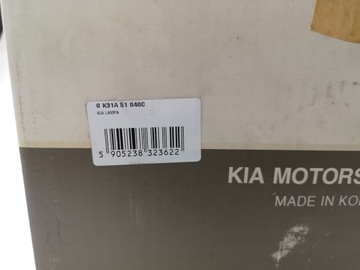 0 K31A 51 040C
KIA LAMPA
5 905238 323622
KIA MOTORS
MADE IN KO